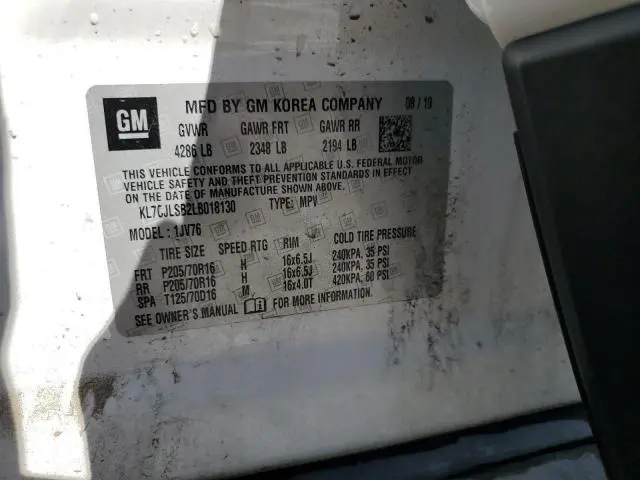 GM
MFD BY GM KOREA COMPANY 08/19
GVWR GAWR FRT GAWR RR
4286 LB 2348 LB 2194 LB
THIS VEHICLE CONFORMS TO ALL APPLICABLE U.S. FEDERAL MOTOR
VEHICLE SAFETY AND THEFT PREVENTION STANDARDS IN EFFECT
ON THE DATE OF MANUFACTURE SHOWN ABOVE.
KL7CJLSB2LB018130 TYPE: MPV
MODEL: 1JV76
TIRE SIZE SPEED RTG RIM COLD TIRE PRESSURE
FRT P205/70R16 H 16x6.5J 240KPA, 35 PSI
RR P205/70R16 H 16x6.5J 240KPA, 35 PSI
SPA T125/70D16 M 16x4.0T 420KPA, 60 PSI
SEE OWNER'S MANUAL FOR MORE INFORMATION